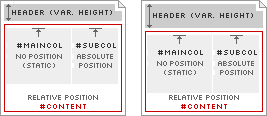 HEADER (VAR. HEIGHT)
#MAINCOL #SUBCOL
NO POSITION ABSOLUTE
(STATIC) POSITION
RELATIVE POSITION
#CONTENT
HEADER (VAR. HEIGHT)
#MAINCOL #SUBCOL
NO POSITION ABSOLUTE
(STATIC) POSITION
RELATIVE POSITION
#CONTENT